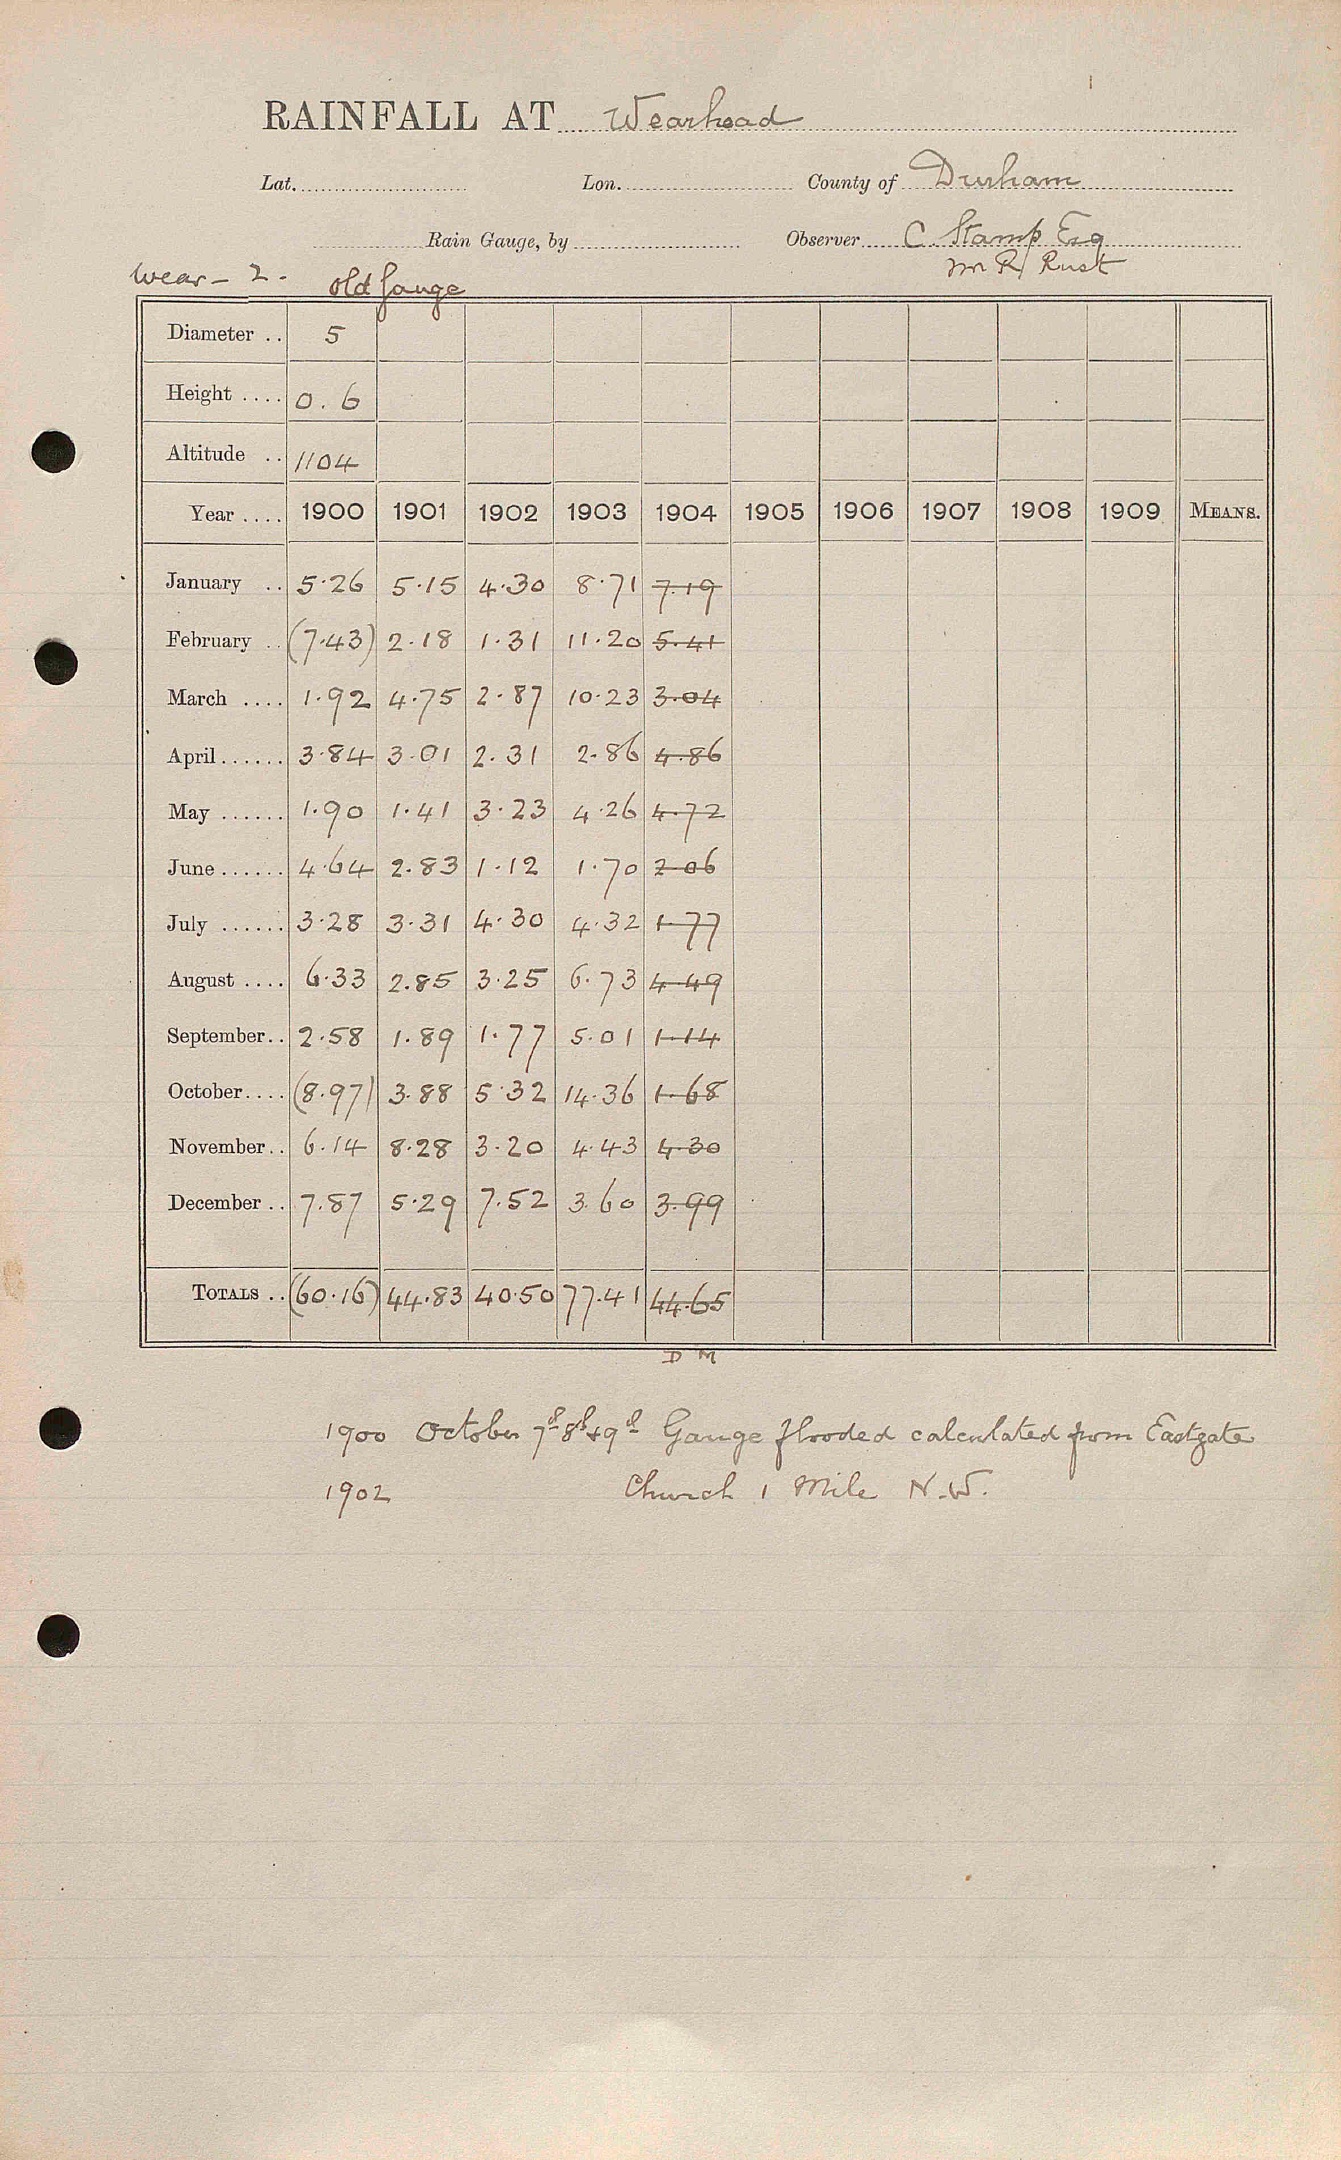 RAINFALL AT Wearhead
Lat. Lon. County of Durham
Rain Gauge, by Observer C. Stamp Esq
Mr R Rust
Wear - 2. Old Gauge
Diameter .. 5
Height .... 0.6
Altitude .. 1104
Year .... 1900 1901 1902 1903 1904 1905 1906 1907 1908 1909 MEANS.
January .. 5.26 5.15 4.30 8.71 7.19
February .. (7.43) 2.18 1.31 11.20 5.41
March .... 1.92 4.75 2.87 10.23 3.04
April...... 3.84 3.01 2.31 2.86 4.86
May ...... 1.90 1.41 3.23 4.26 4.72
June...... 4.64 2.83 1.12 1.70 2.06
July ...... 3.28 3.31 4.30 4.32 1.77
August .... 6.33 2.85 3.25 6.73 4.49
September.. 2.58 1.89 1.77 5.01 1.14
October.... (8.97) 3.88 5.32 14.36 1.68
November.. 6.14 8.28 3.20 4.43 4.30
December .. 7.87 5.29 7.52 3.60 3.99
TOTALS .. (60.16) 44.83 40.50 77.41 44.65
D M
1900 October 7th 8th & 9th Gauge flooded calculated from Eastgate
1902 Church 1 Mile N.W.